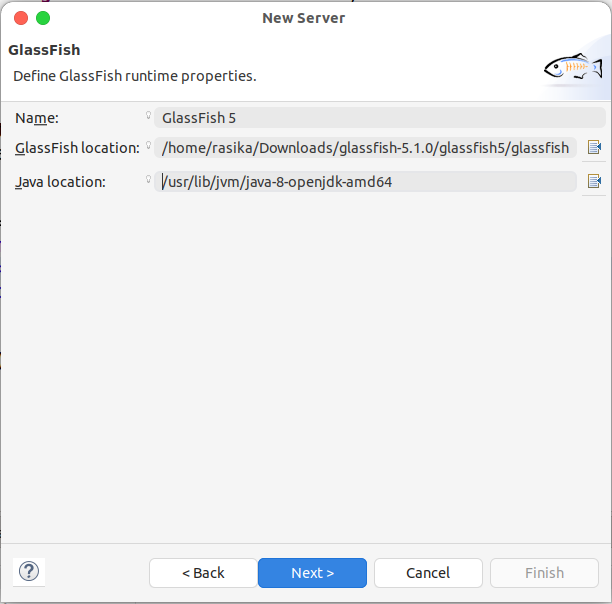 New Server
GlassFish
Define GlassFish runtime properties.
Name: GlassFish 5
GlassFish location: /home/rasika/Downloads/glassfish-5.1.0/glassfish5/glassfish
Java location: /usr/lib/jvm/java-8-openjdk-amd64
? < Back Next > Cancel Finish